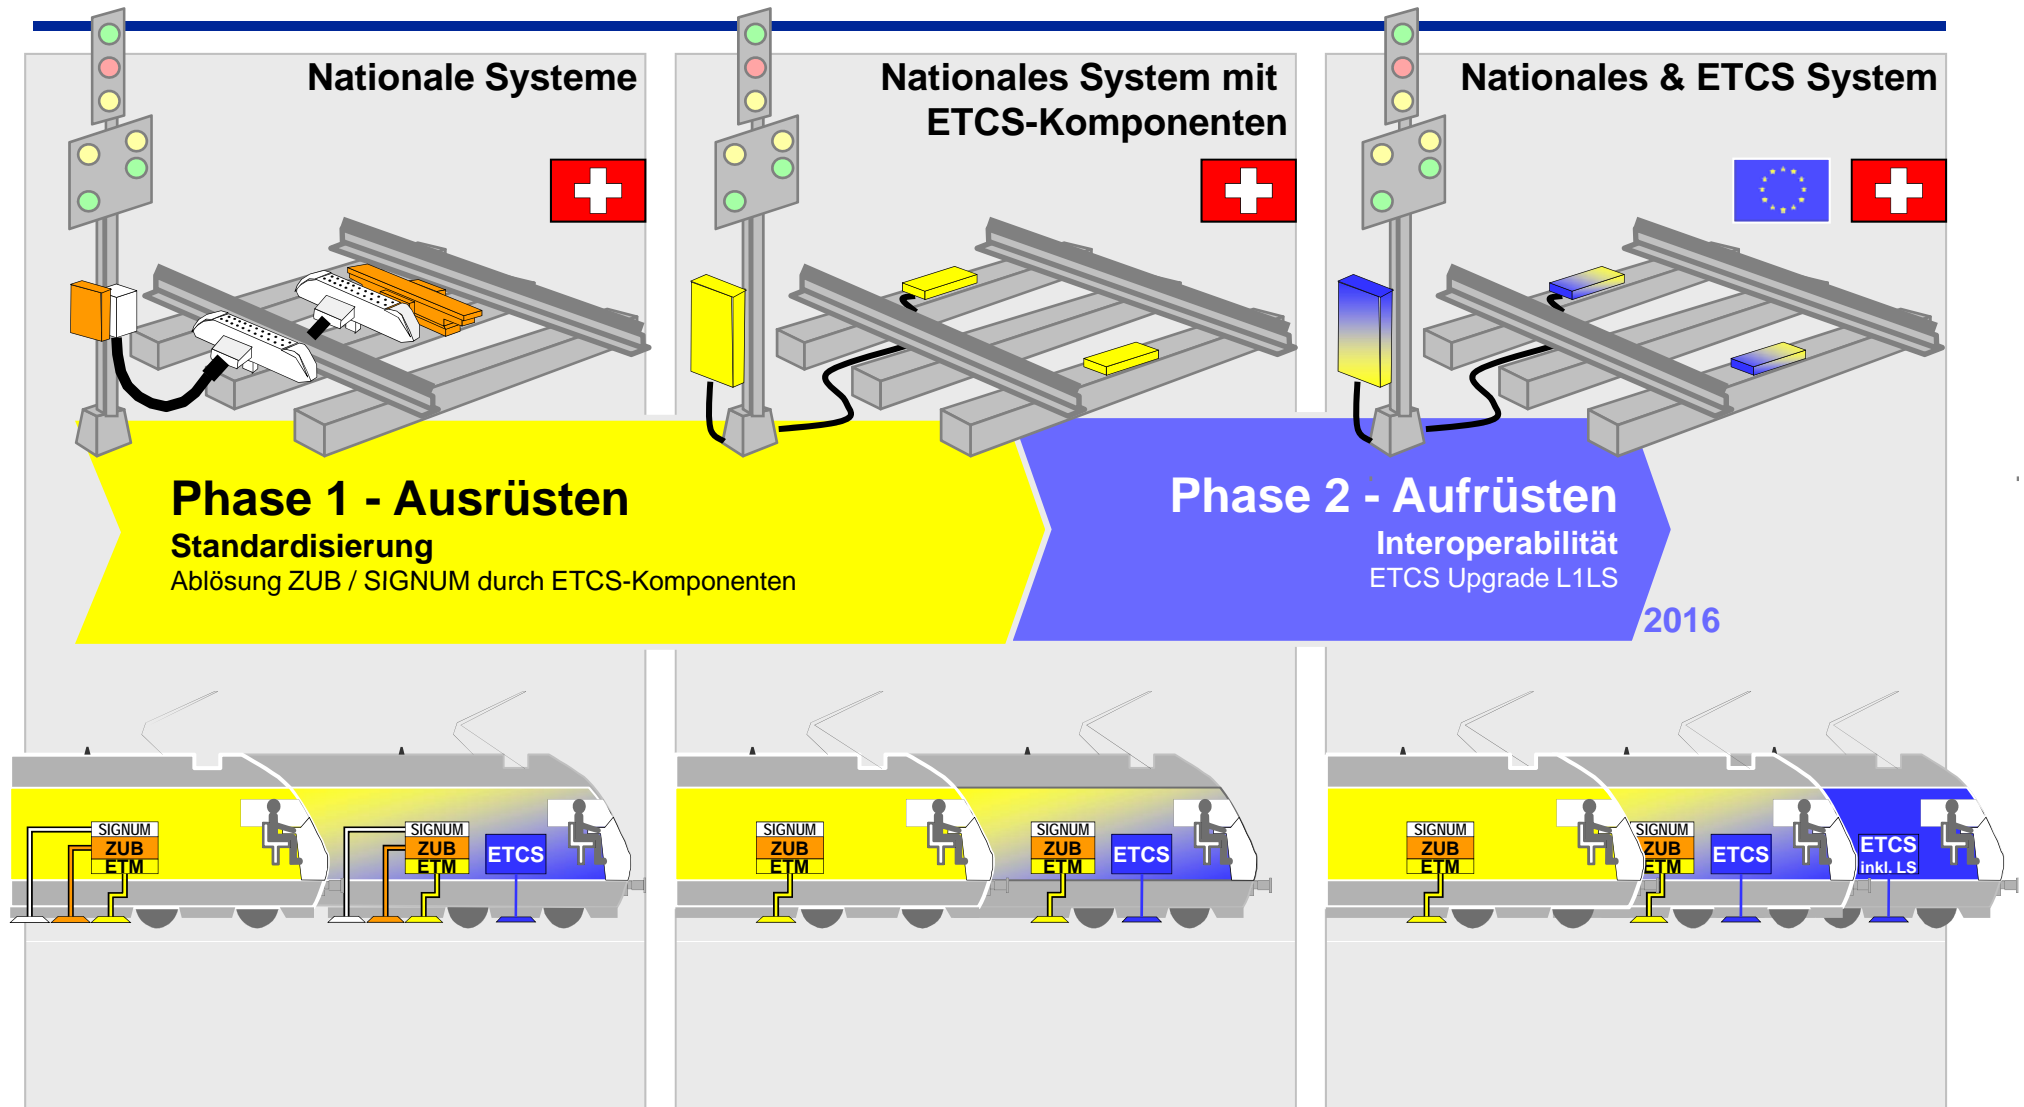 Nationale Systeme
Nationales System mit
ETCS-Komponenten
Nationales & ETCS System
Phase 1 - Ausrüsten
Standardisierung
Ablösung ZUB / SIGNUM durch ETCS-Komponenten
Phase 2 - Aufrüsten
Interoperabilität
ETCS Upgrade L1LS
2016
SIGNUM
ZUB
ETM
SIGNUM
ZUB
ETM
ETCS
SIGNUM
ZUB
ETM
SIGNUM
ZUB
ETM
ETCS
SIGNUM
ZUB
ETM
SIGNUM
ZUB
ETM
ETCS
ETCS
inkl. LS